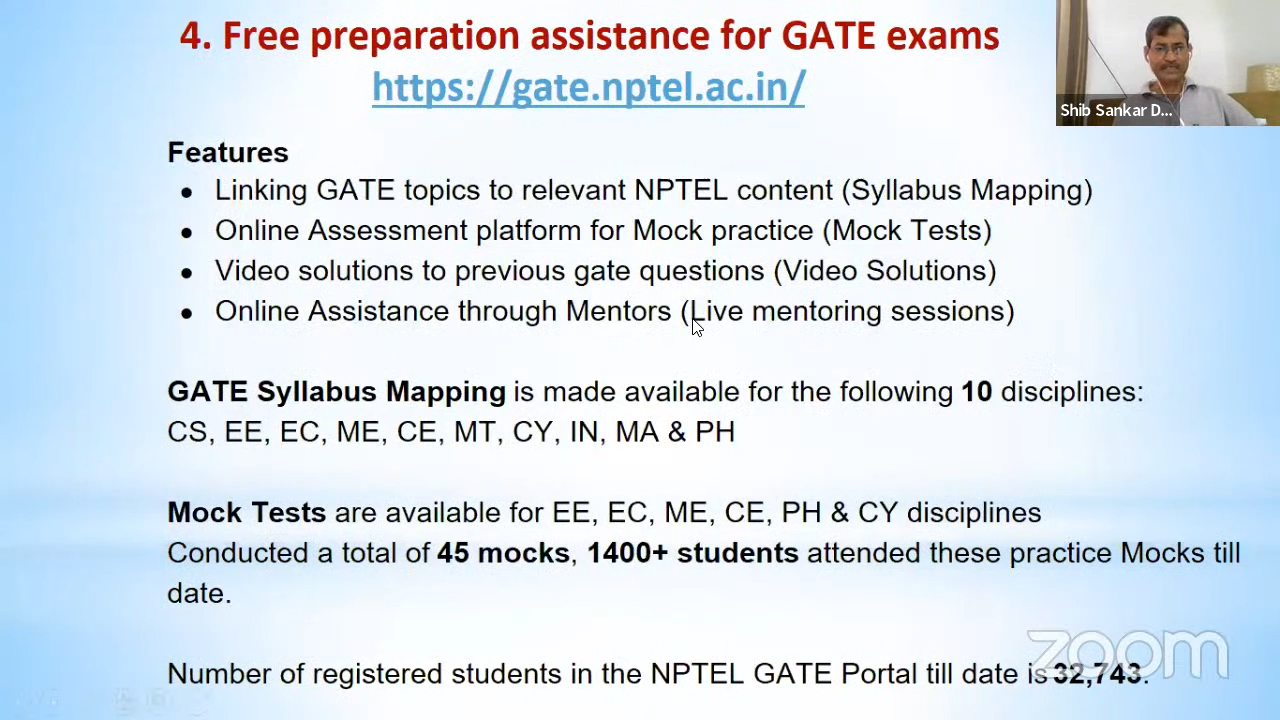 4. Free preparation assistance for GATE exams
https://gate.nptel.ac.in/
Shib Sankar D...
Features
• Linking GATE topics to relevant NPTEL content (Syllabus Mapping)
• Online Assessment platform for Mock practice (Mock Tests)
• Video solutions to previous gate questions (Video Solutions)
• Online Assistance through Mentors (Live mentoring sessions)
GATE Syllabus Mapping is made available for the following 10 disciplines:
CS, EE, EC, ME, CE, MT, CY, IN, MA & PH
Mock Tests are available for EE, EC, ME, CE, PH & CY disciplines
Conducted a total of 45 mocks, 1400+ students attended these practice Mocks till
date.
Number of registered students in the NPTEL GATE Portal till date is 32,743.
zoom